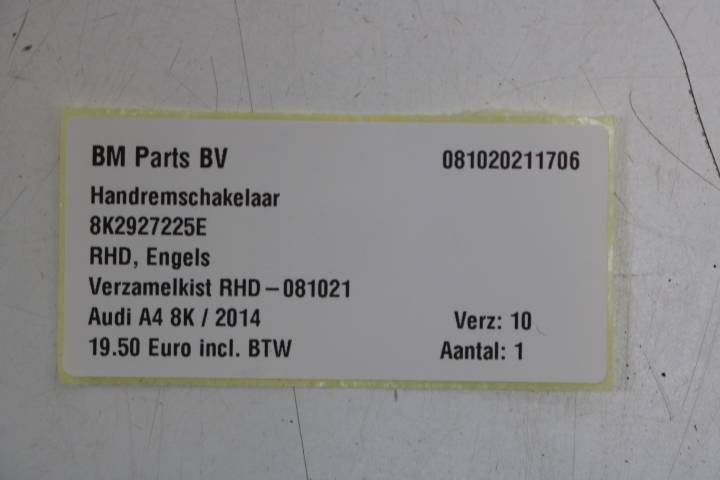 BM Parts BV 081020211706
Handremschakelaar
8K2927225E
RHD, Engels
Verzamelkist RHD-081021
Audi A4 8K / 2014 Verz: 10
19.50 Euro incl. BTW Aantal: 1